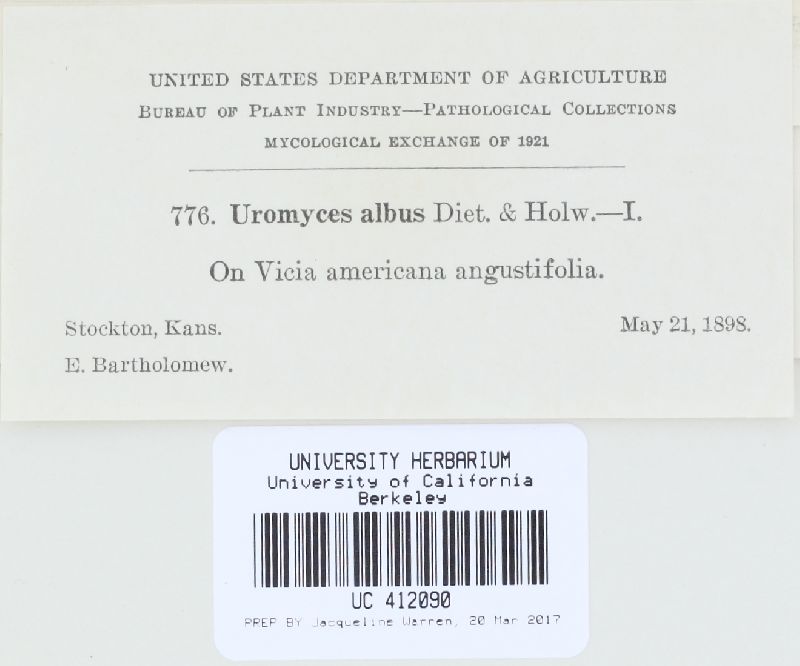 UNITED STATES DEPARTMENT OF AGRICULTURE
BUREAU OF PLANT INDUSTRY—PATHOLOGICAL COLLECTIONS
MYCOLOGICAL EXCHANGE OF 1921
776. Uromyces albus Diet. & Holw.—I.
On Vicia americana angustifolia.
Stockton, Kans.
May 21, 1898.
E. Bartholomew.
UNIVERSITY HERBARIUM
University of California
Berkeley
UC 412090
PREP BY Jacqueline Warren, 20 Mar 2017